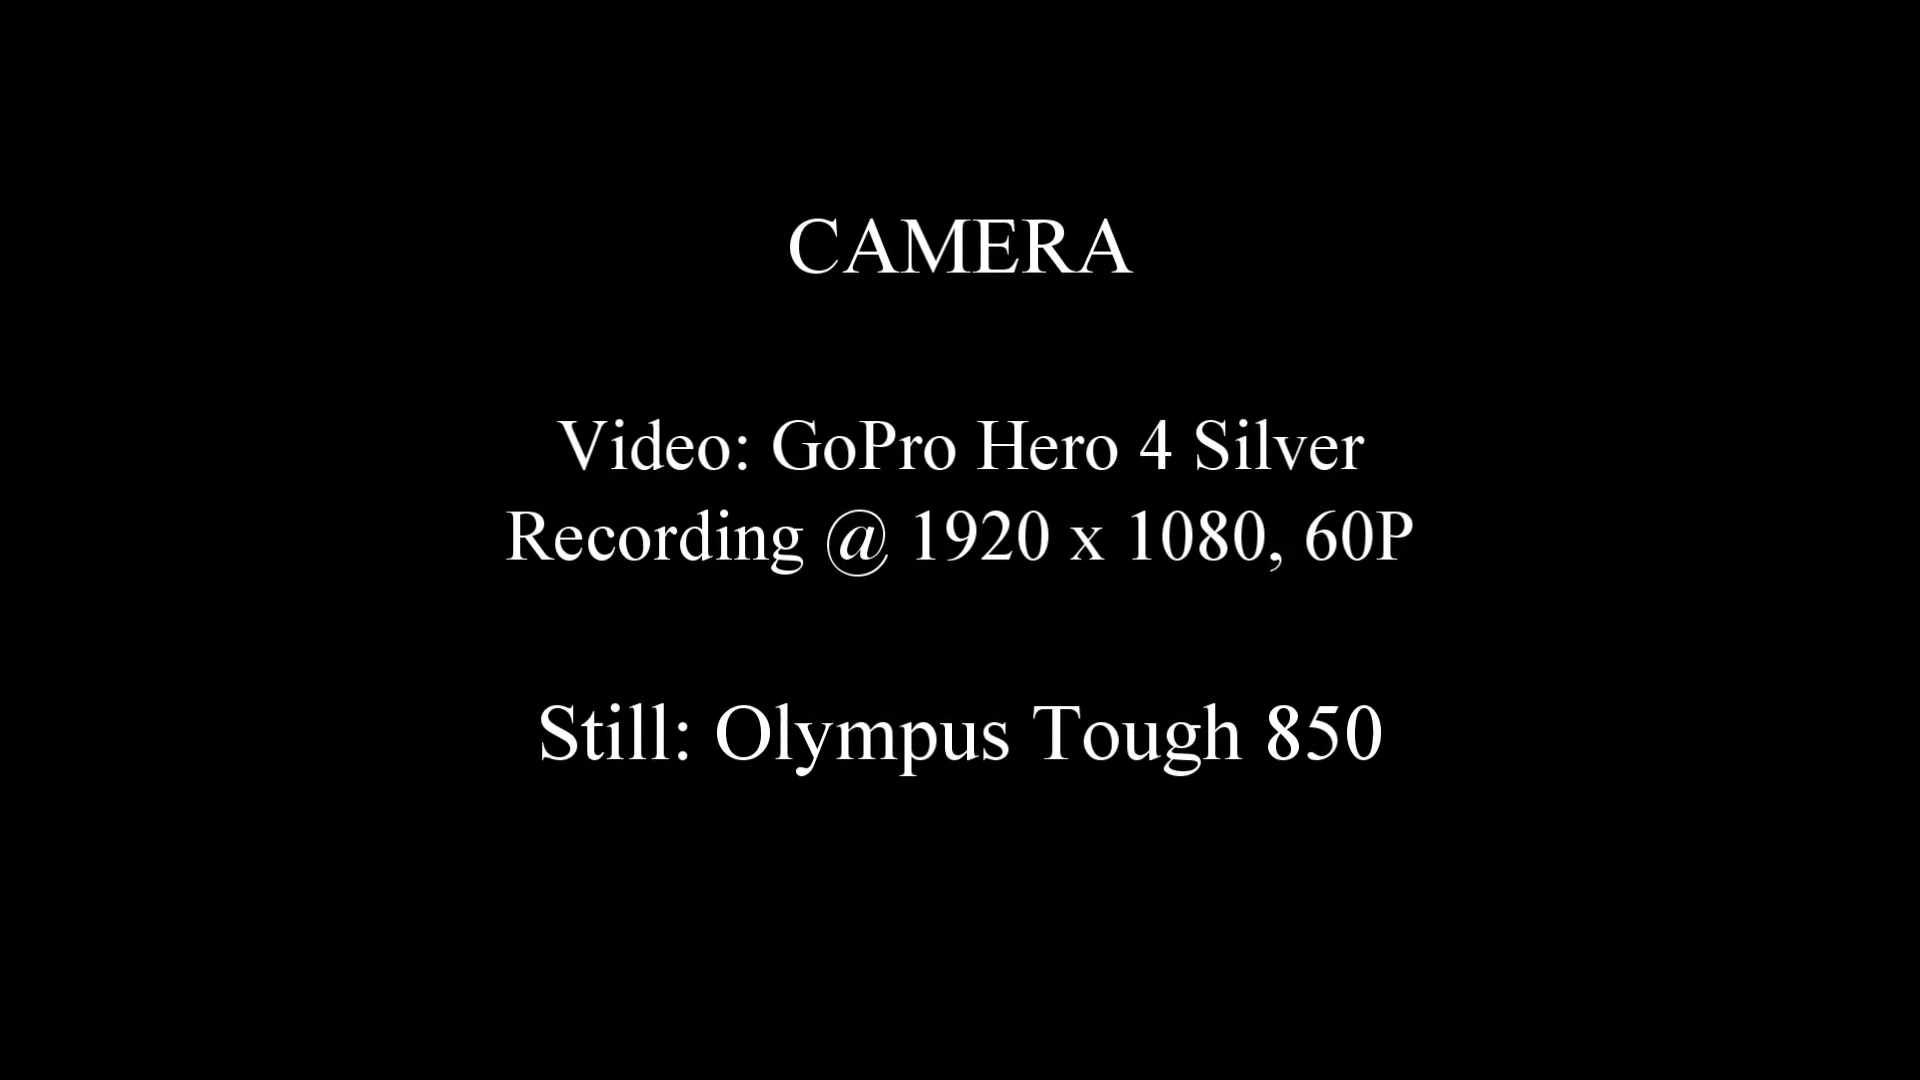 CAMERA
Video: GoPro Hero 4 Silver
Recording @ 1920 x 1080, 60P
Still: Olympus Tough 850